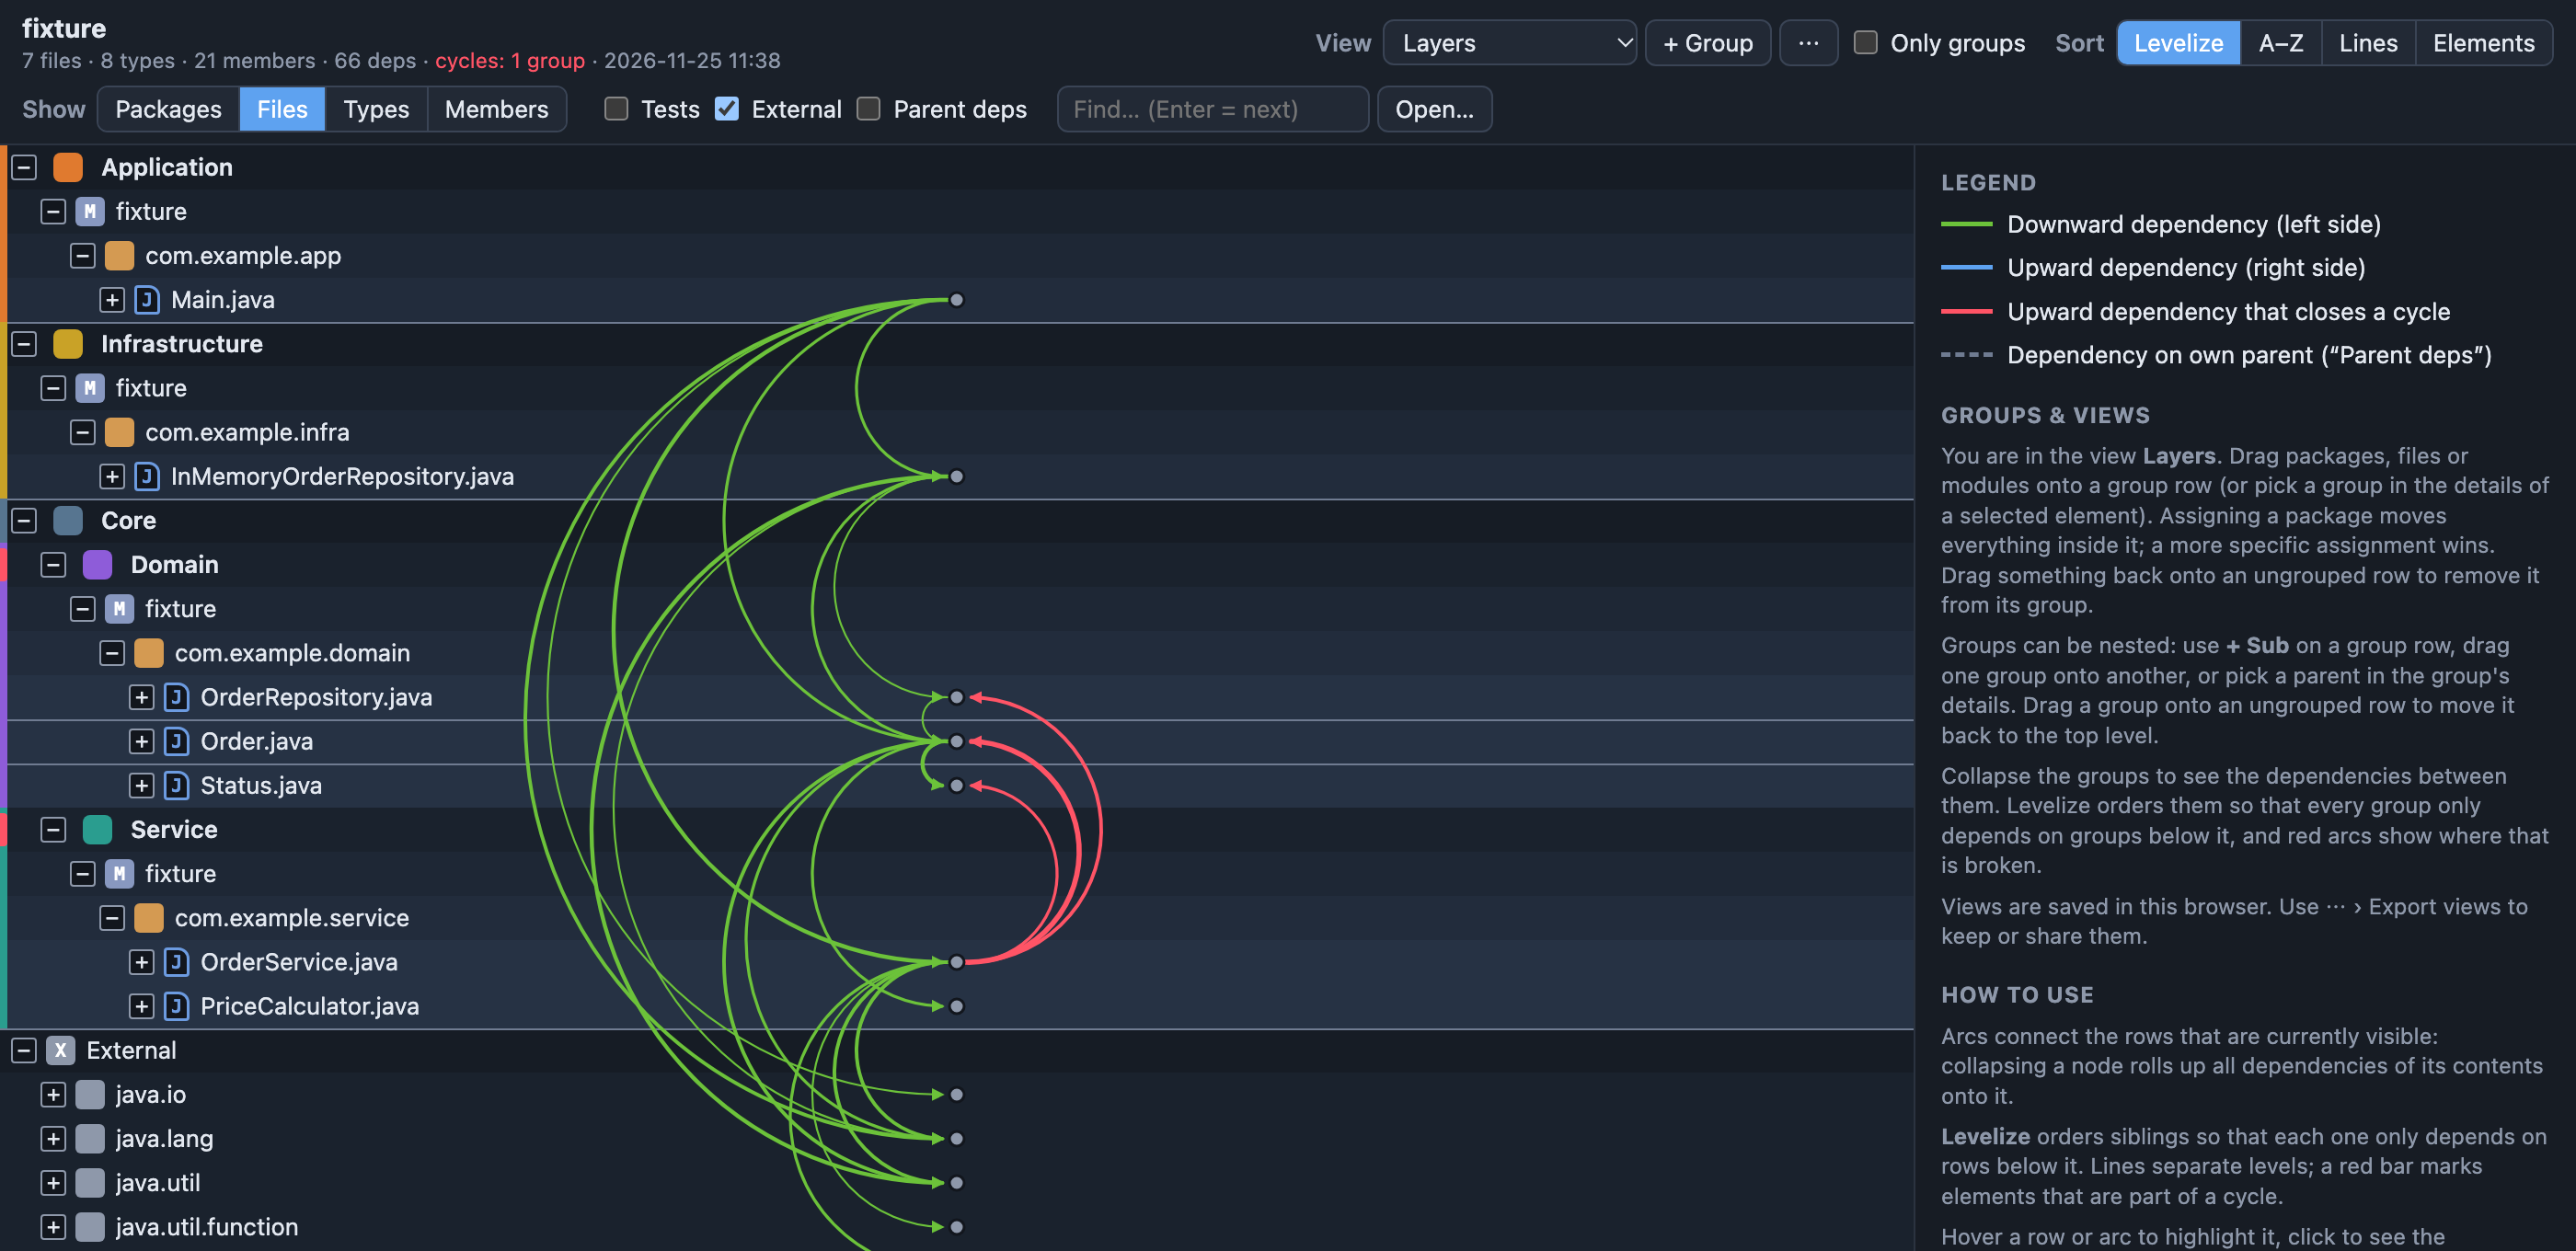 fixture
7 files · 8 types · 21 members · 66 deps · cycles: 1 group · 2026-11-25 11:38
View Layers + Group ··· Only groups Sort Levelize A–Z Lines Elements
Show Packages Files Types Members Tests External Parent deps Find... (Enter = next) Open...
Application
M fixture
com.example.app
J Main.java
Infrastructure
M fixture
com.example.infra
J InMemoryOrderRepository.java
Core
Domain
M fixture
com.example.domain
J OrderRepository.java
J Order.java
J Status.java
Service
M fixture
com.example.service
J OrderService.java
J PriceCalculator.java
X External
java.io
java.lang
java.util
java.util.function
LEGEND
Downward dependency (left side)
Upward dependency (right side)
Upward dependency that closes a cycle
Dependency on own parent (“Parent deps”)
GROUPS & VIEWS
You are in the view Layers. Drag packages, files or
modules onto a group row (or pick a group in the details of
a selected element). Assigning a package moves
everything inside it; a more specific assignment wins.
Drag something back onto an ungrouped row to remove it
from its group.
Groups can be nested: use + Sub on a group row, drag
one group onto another, or pick a parent in the group's
details. Drag a group onto an ungrouped row to move it
back to the top level.
Collapse the groups to see the dependencies between
them. Levelize orders them so that every group only
depends on groups below it, and red arcs show where that
is broken.
Views are saved in this browser. Use ··· › Export views to
keep or share them.
HOW TO USE
Arcs connect the rows that are currently visible:
collapsing a node rolls up all dependencies of its contents
onto it.
Levelize orders siblings so that each one only depends on
rows below it. Lines separate levels; a red bar marks
elements that are part of a cycle.
Hover a row or arc to highlight it, click to see the